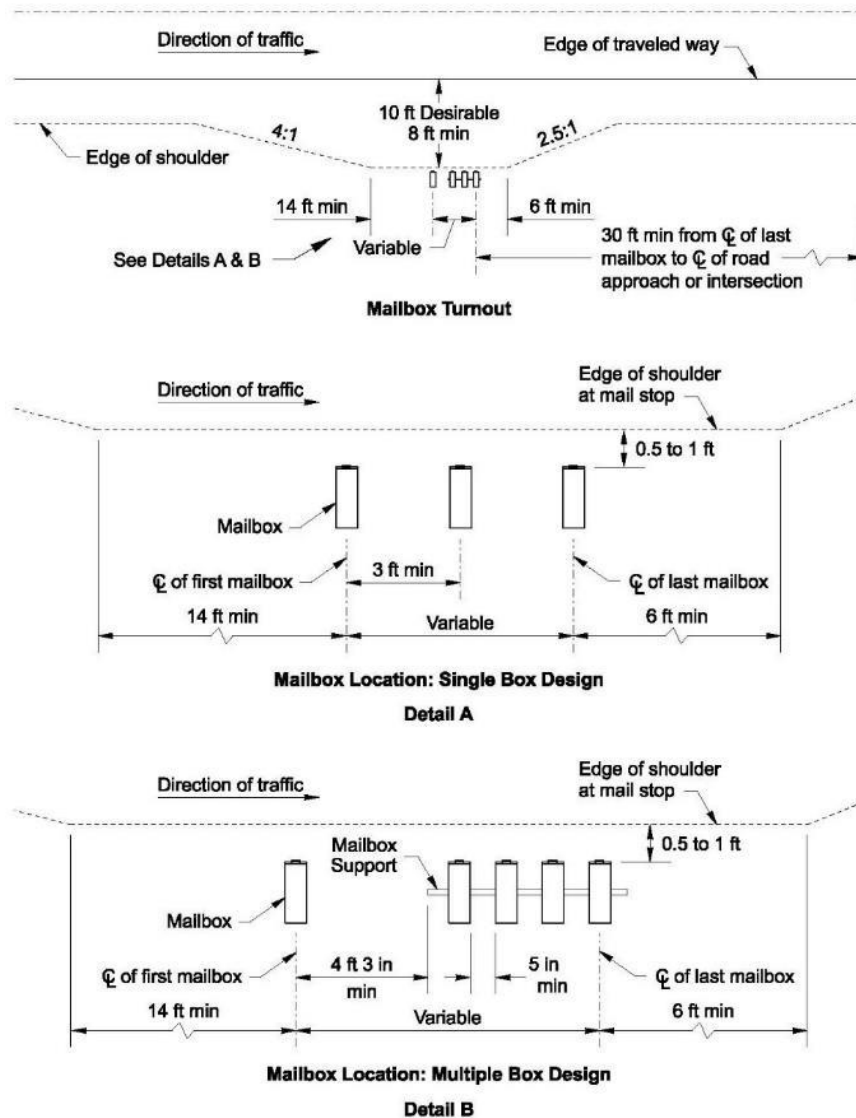 Direction of traffic
Edge of traveled way
10 ft Desirable
8 ft min
4:1
2.5:1
Edge of shoulder
14 ft min
6 ft min
Variable
See Details A & B
30 ft min from ℄ of last
mailbox to ℄ of road
approach or intersection
Mailbox Turnout
Direction of traffic
Edge of shoulder
at mail stop
0.5 to 1 ft
Mailbox
3 ft min
℄ of first mailbox
℄ of last mailbox
14 ft min
Variable
6 ft min
Mailbox Location: Single Box Design
Detail A
Direction of traffic
Edge of shoulder
at mail stop
Mailbox
Support
0.5 to 1 ft
Mailbox
4 ft 3 in
min
5 in
min
℄ of first mailbox
℄ of last mailbox
14 ft min
Variable
6 ft min
Mailbox Location: Multiple Box Design
Detail B